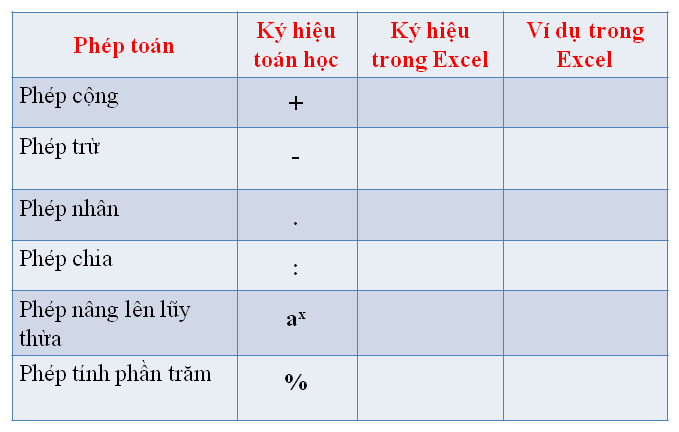 Phép toán
Ký hiệu
toán học
Ký hiệu
trong Excel
Ví dụ trong
Excel
Phép cộng
+
Phép trừ
-
Phép nhân
.
Phép chia
:
Phép nâng lên lũy
thừa
aˣ
Phép tính phần trăm
%